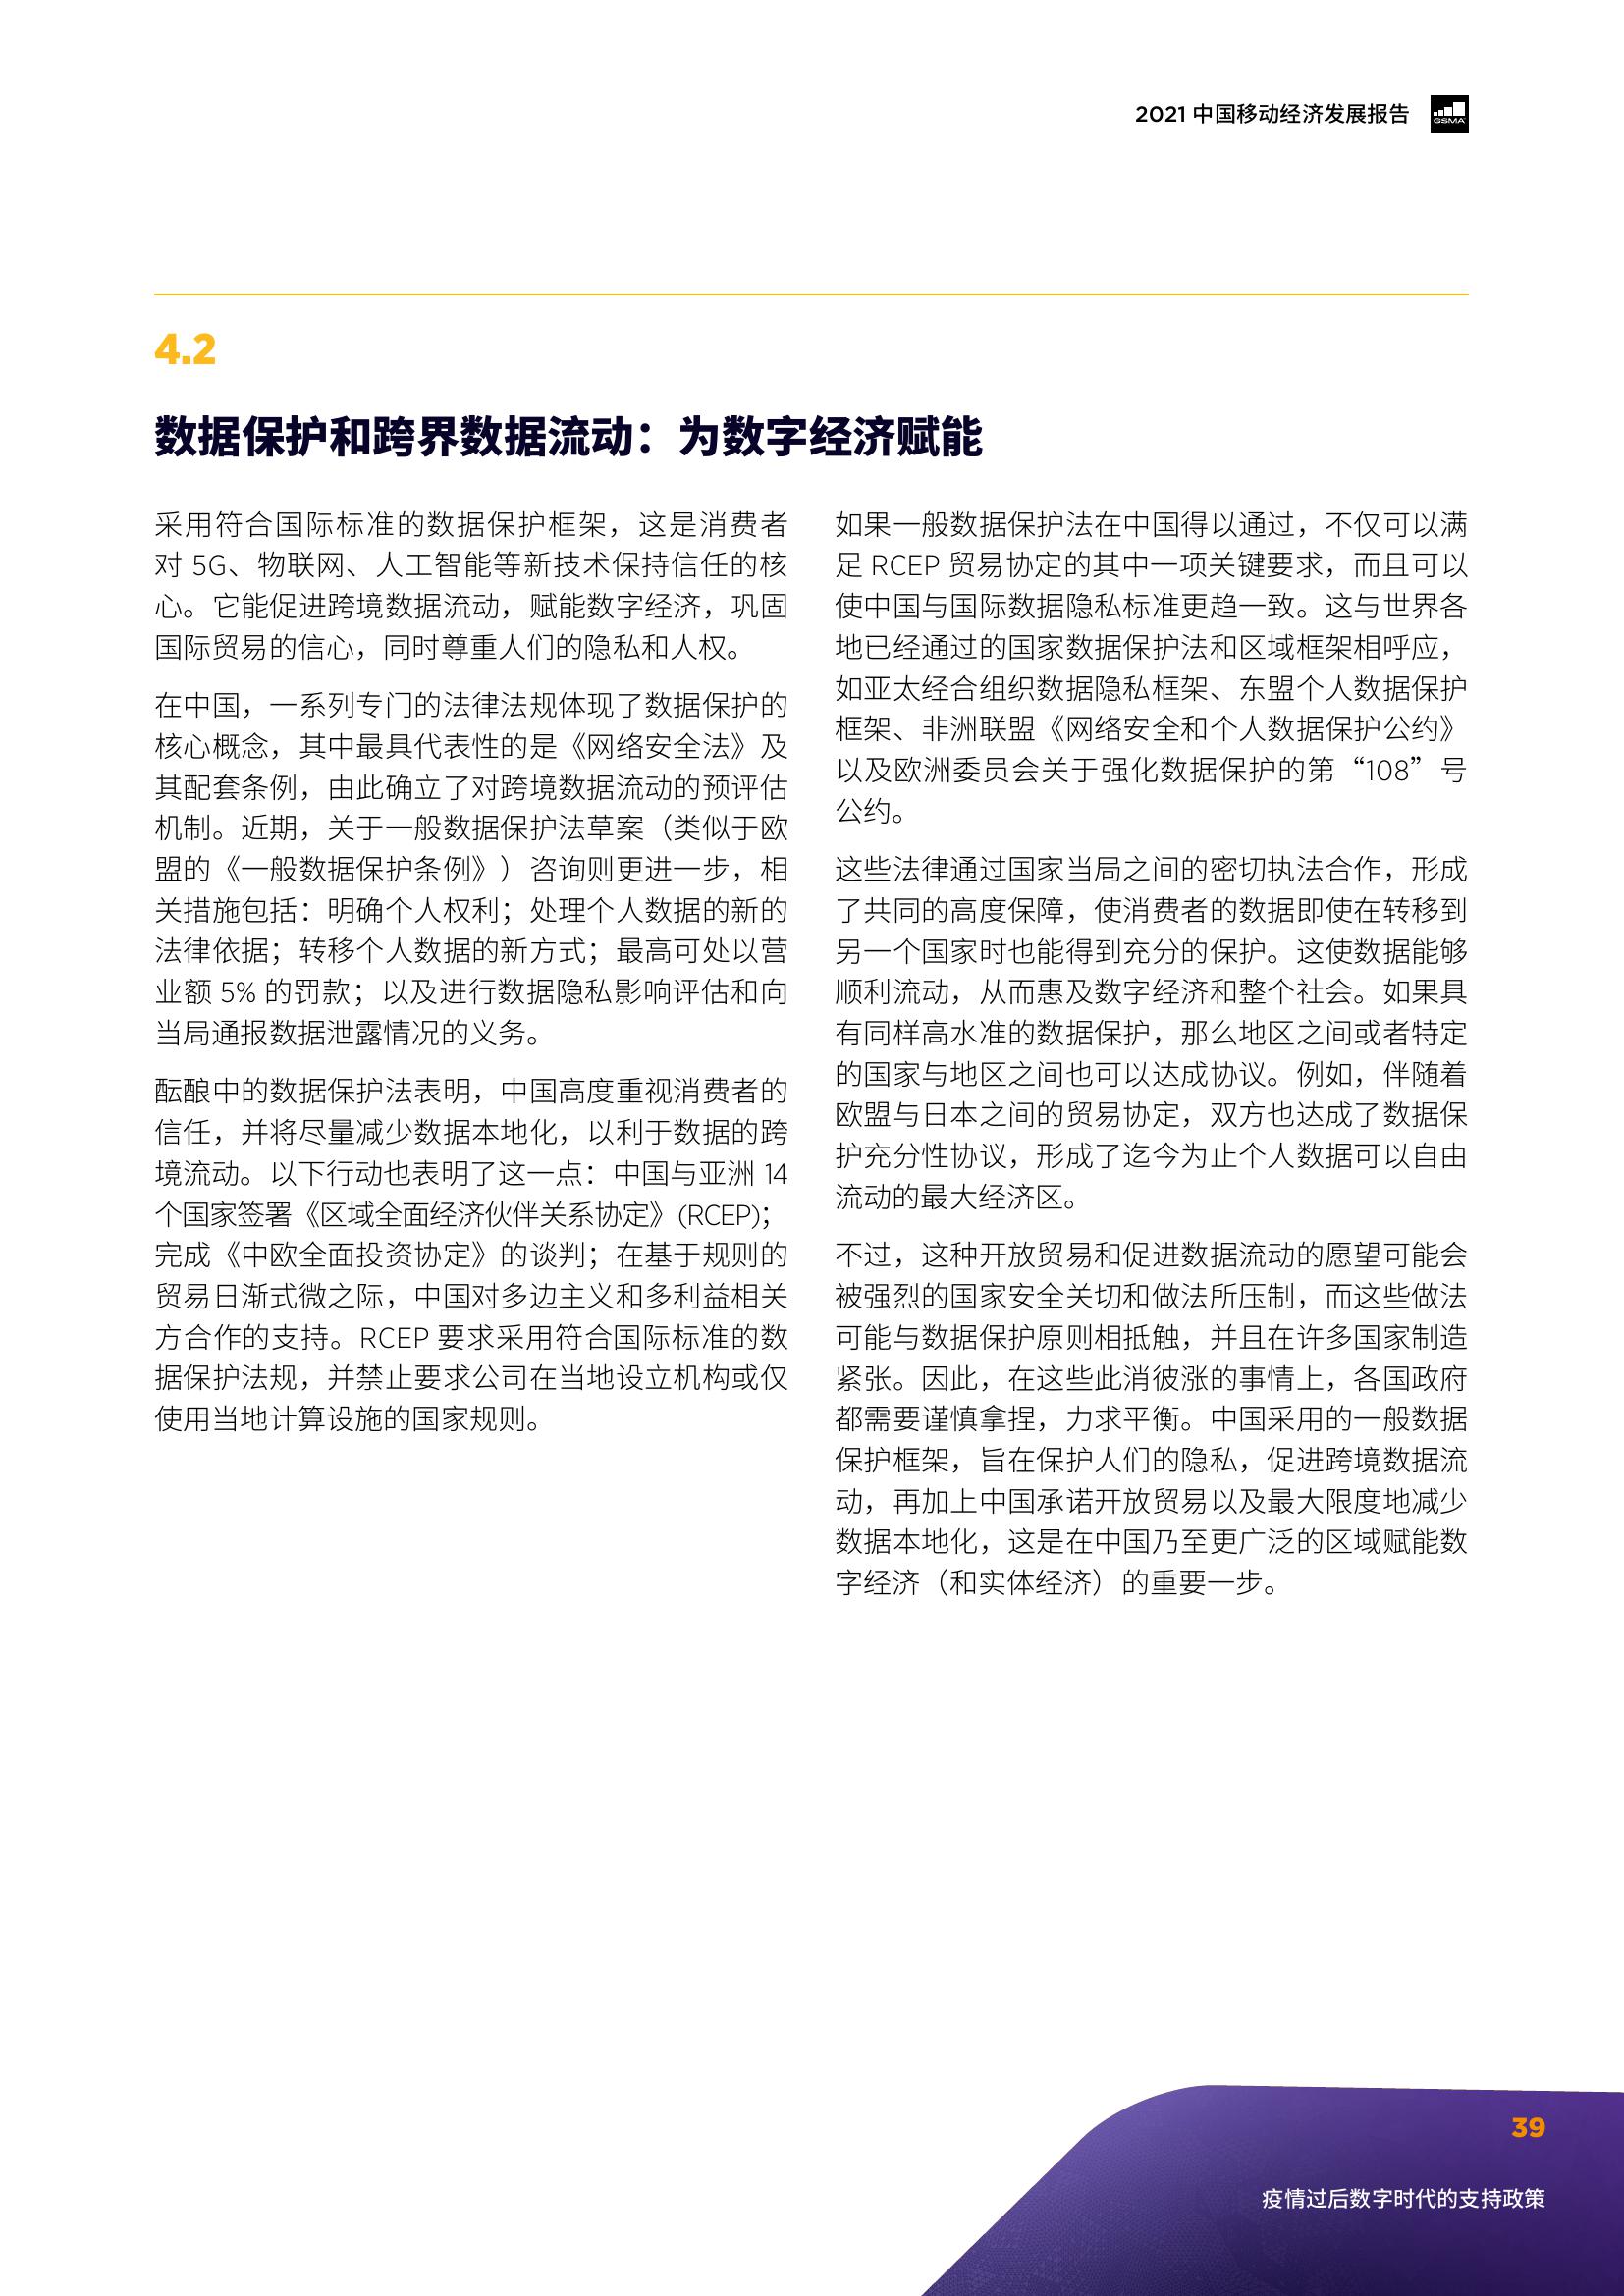 2021 中国移动经济发展报告
GSMA
4.2
数据保护和跨界数据流动：为数字经济赋能
采用符合国际标准的数据保护框架，这是消费者
对 5G、物联网、人工智能等新技术保持信任的核
心。它能促进跨境数据流动，赋能数字经济，巩固
国际贸易的信心，同时尊重人们的隐私和人权。
在中国，一系列专门的法律法规体现了数据保护的
核心概念，其中最具代表性的是《网络安全法》及
其配套条例，由此确立了对跨境数据流动的预评估
机制。近期，关于一般数据保护法草案（类似于欧
盟的《一般数据保护条例》）咨询则更进一步，相
关措施包括：明确个人权利；处理个人数据的新的
法律依据；转移个人数据的新方式；最高可处以营
业额 5% 的罚款；以及进行数据隐私影响评估和向
当局通报数据泄露情况的义务。
酝酿中的数据保护法表明，中国高度重视消费者的
信任，并将尽量减少数据本地化，以利于数据的跨
境流动。以下行动也表明了这一点：中国与亚洲 14
个国家签署《区域全面经济伙伴关系协定》(RCEP)；
完成《中欧全面投资协定》的谈判；在基于规则的
贸易日渐式微之际，中国对多边主义和多利益相关
方合作的支持。RCEP 要求采用符合国际标准的数
据保护法规，并禁止要求公司在当地设立机构或仅
使用当地计算设施的国家规则。
如果一般数据保护法在中国得以通过，不仅可以满
足 RCEP 贸易协定的其中一项关键要求，而且可以
使中国与国际数据隐私标准更趋一致。这与世界各
地已经通过的国家数据保护法和区域框架相呼应，
如亚太经合组织数据隐私框架、东盟个人数据保护
框架、非洲联盟《网络安全和个人数据保护公约》
以及欧洲委员会关于强化数据保护的第“108”号
公约。
这些法律通过国家当局之间的密切执法合作，形成
了共同的高度保障，使消费者的数据即使在转移到
另一个国家时也能得到充分的保护。这使数据能够
顺利流动，从而惠及数字经济和整个社会。如果具
有同样高水准的数据保护，那么地区之间或者特定
的国家与地区之间也可以达成协议。例如，伴随着
欧盟与日本之间的贸易协定，双方也达成了数据保
护充分性协议，形成了迄今为止个人数据可以自由
流动的最大经济区。
不过，这种开放贸易和促进数据流动的愿望可能会
被强烈的国家安全关切和做法所压制，而这些做法
可能与数据保护原则相抵触，并且在许多国家制造
紧张。因此，在这些此消彼涨的事情上，各国政府
都需要谨慎拿捏，力求平衡。中国采用的一般数据
保护框架，旨在保护人们的隐私，促进跨境数据流
动，再加上中国承诺开放贸易以及最大限度地减少
数据本地化，这是在中国乃至更广泛的区域赋能数
字经济（和实体经济）的重要一步。
39
疫情过后数字时代的支持政策